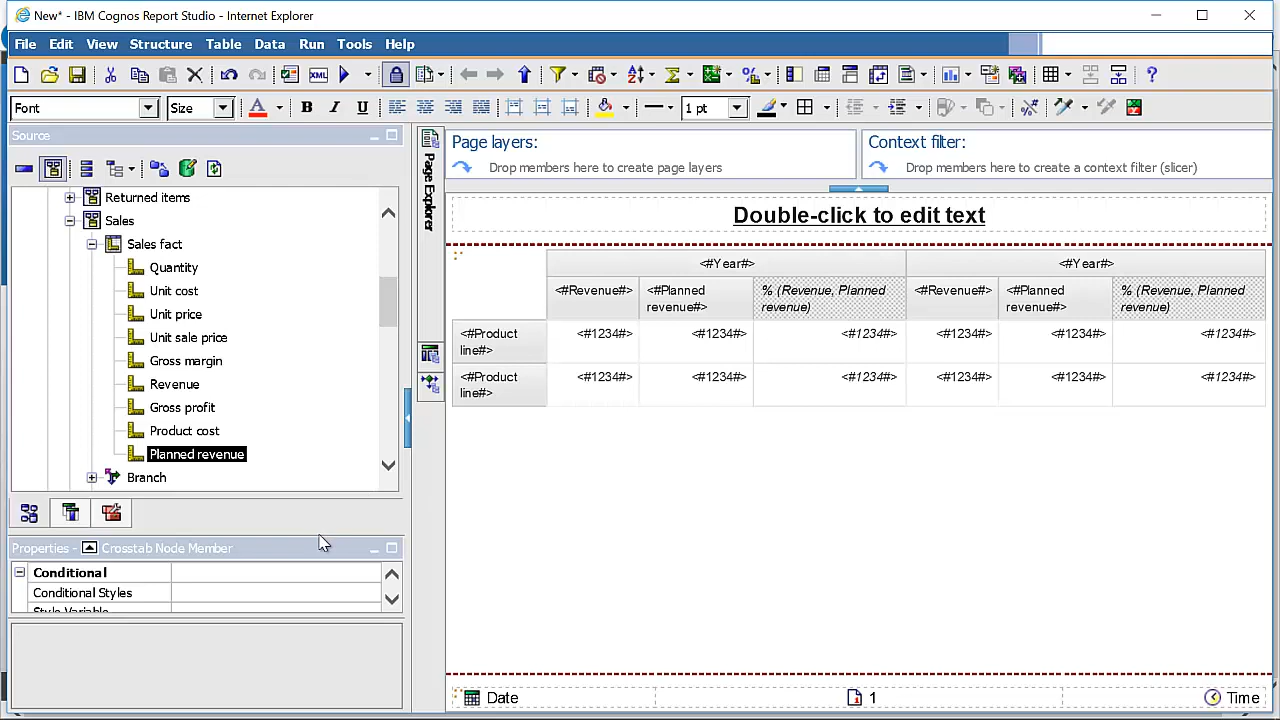 New* - IBM Cognos Report Studio - Internet Explorer
File Edit View Structure Table Data Run Tools Help
Font Size B I U 1 pt
Source
Returned items
Sales
Sales fact
Quantity
Unit cost
Unit price
Unit sale price
Gross margin
Revenue
Gross profit
Product cost
Planned revenue
Branch
Properties - Crosstab Node Member
Conditional
Conditional Styles
Style Variable
Page Explorer
Page layers:
Drop members here to create page layers
Context filter:
Drop members here to create a context filter (slicer)
Double-click to edit text
<#Year#> <#Year#>
<#Revenue#> <#Planned revenue#> % (Revenue, Planned revenue) <#Revenue#> <#Planned revenue#> % (Revenue, Planned revenue)
<#Product line#> <#1234#> <#1234#> <#1234#> <#1234#> <#1234#> <#1234#>
<#Product line#> <#1234#> <#1234#> <#1234#> <#1234#> <#1234#> <#1234#>
Date 1 Time